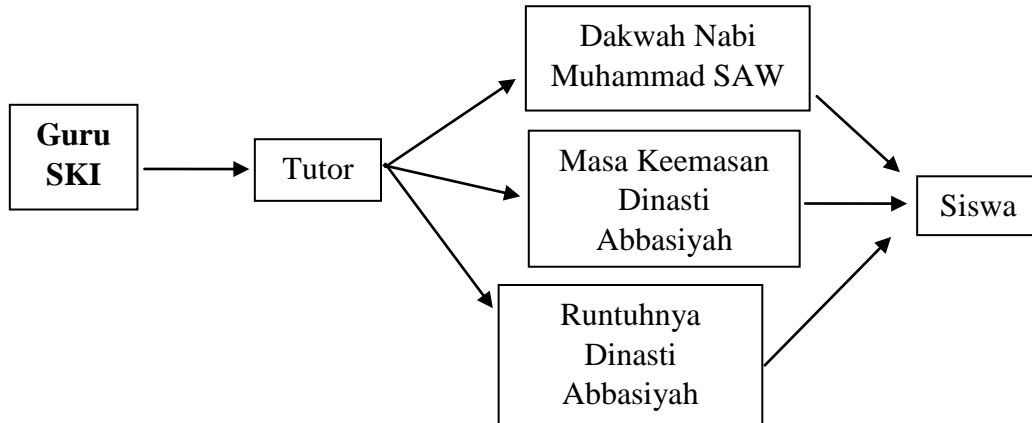 Guru
SKI
Tutor
Dakwah Nabi
Muhammad SAW
Masa Keemasan
Dinasti
Abbasiyah
Runtuhnya
Dinasti
Abbasiyah
Siswa